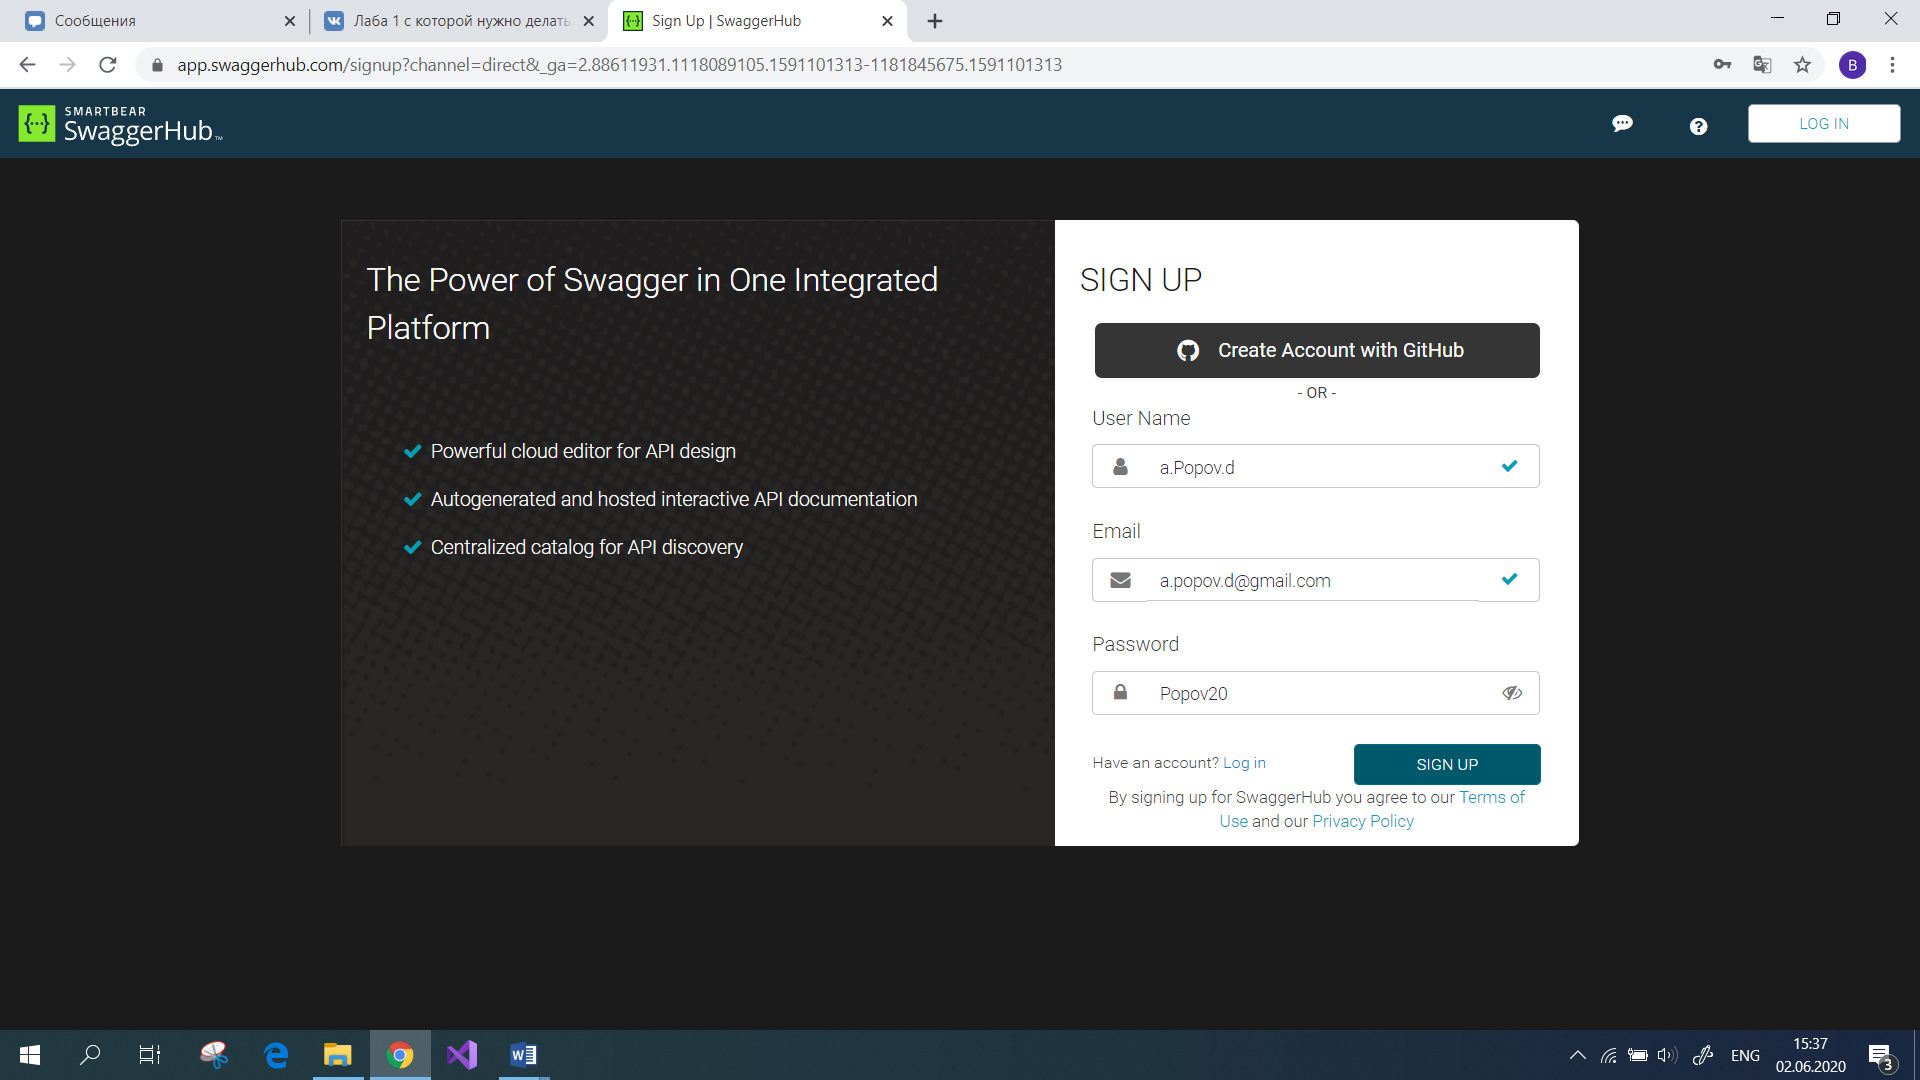 Сообщения
Лаба 1 с которой нужно делать
Sign Up | SwaggerHub
app.swaggerhub.com/signup?channel=direct&_ga=2.88611931.1118089105.1591101313-1181845675.1591101313
B
SMARTBEAR
SwaggerHub™
LOG IN
The Power of Swagger in One Integrated
Platform
Powerful cloud editor for API design
Autogenerated and hosted interactive API documentation
Centralized catalog for API discovery
SIGN UP
Create Account with GitHub
- OR -
User Name
a.Popov.d
Email
a.popov.d@gmail.com
Password
Popov20
Have an account? Log in
SIGN UP
By signing up for SwaggerHub you agree to our Terms of
Use and our Privacy Policy
ENG
15:37
02.06.2020
3